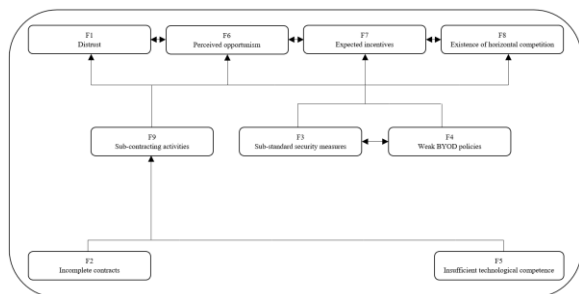 F1
Distrust
F6
Perceived opportunism
F7
Expected incentives
F8
Existence of horizontal competition
F9
Sub-contracting activities
F3
Sub-standard security measures
F4
Weak BYOD policies
F2
Incomplete contracts
F5
Insufficient technological competence